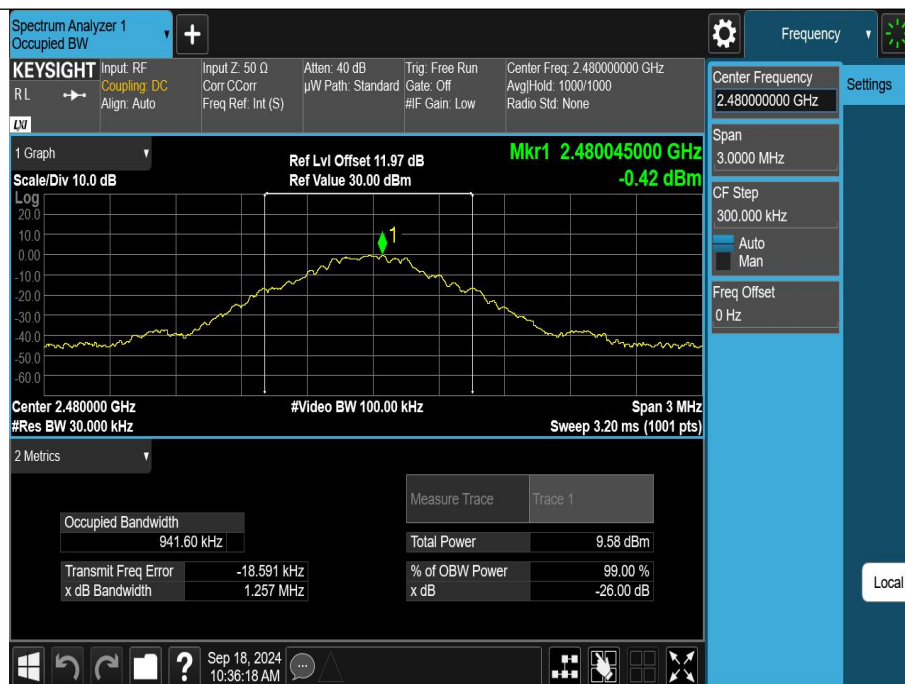 Spectrum Analyzer 1
Occupied BW
Frequency
KEYSIGHT
RL
LXI
Input: RF
Coupling: DC
Align: Auto
Input Z: 50 Ω
Corr CCorr
Freq Ref: Int (S)
Atten: 40 dB
µW Path: Standard
Trig: Free Run
Gate: Off
#IF Gain: Low
Center Freq: 2.480000000 GHz
Avg|Hold: 1000/1000
Radio Std: None
Center Frequency
2.480000000 GHz
Settings
Span
3.0000 MHz
CF Step
300.000 kHz
Auto
Man
Freq Offset
0 Hz
1 Graph
Scale/Div 10.0 dB
Ref Lvl Offset 11.97 dB
Ref Value 30.00 dBm
Mkr1 2.480045000 GHz
-0.42 dBm
Log
20.0
10.0
0.00
-10.0
-20.0
-30.0
-40.0
-50.0
-60.0
1
Center 2.480000 GHz
#Res BW 30.000 kHz
#Video BW 100.00 kHz
Span 3 MHz
Sweep 3.20 ms (1001 pts)
2 Metrics
Measure Trace Trace 1
Occupied Bandwidth
941.60 kHz
Total Power 9.58 dBm
Transmit Freq Error -18.591 kHz
% of OBW Power 99.00 %
x dB Bandwidth 1.257 MHz
x dB -26.00 dB
Local
?
Sep 18, 2024
10:36:18 AM